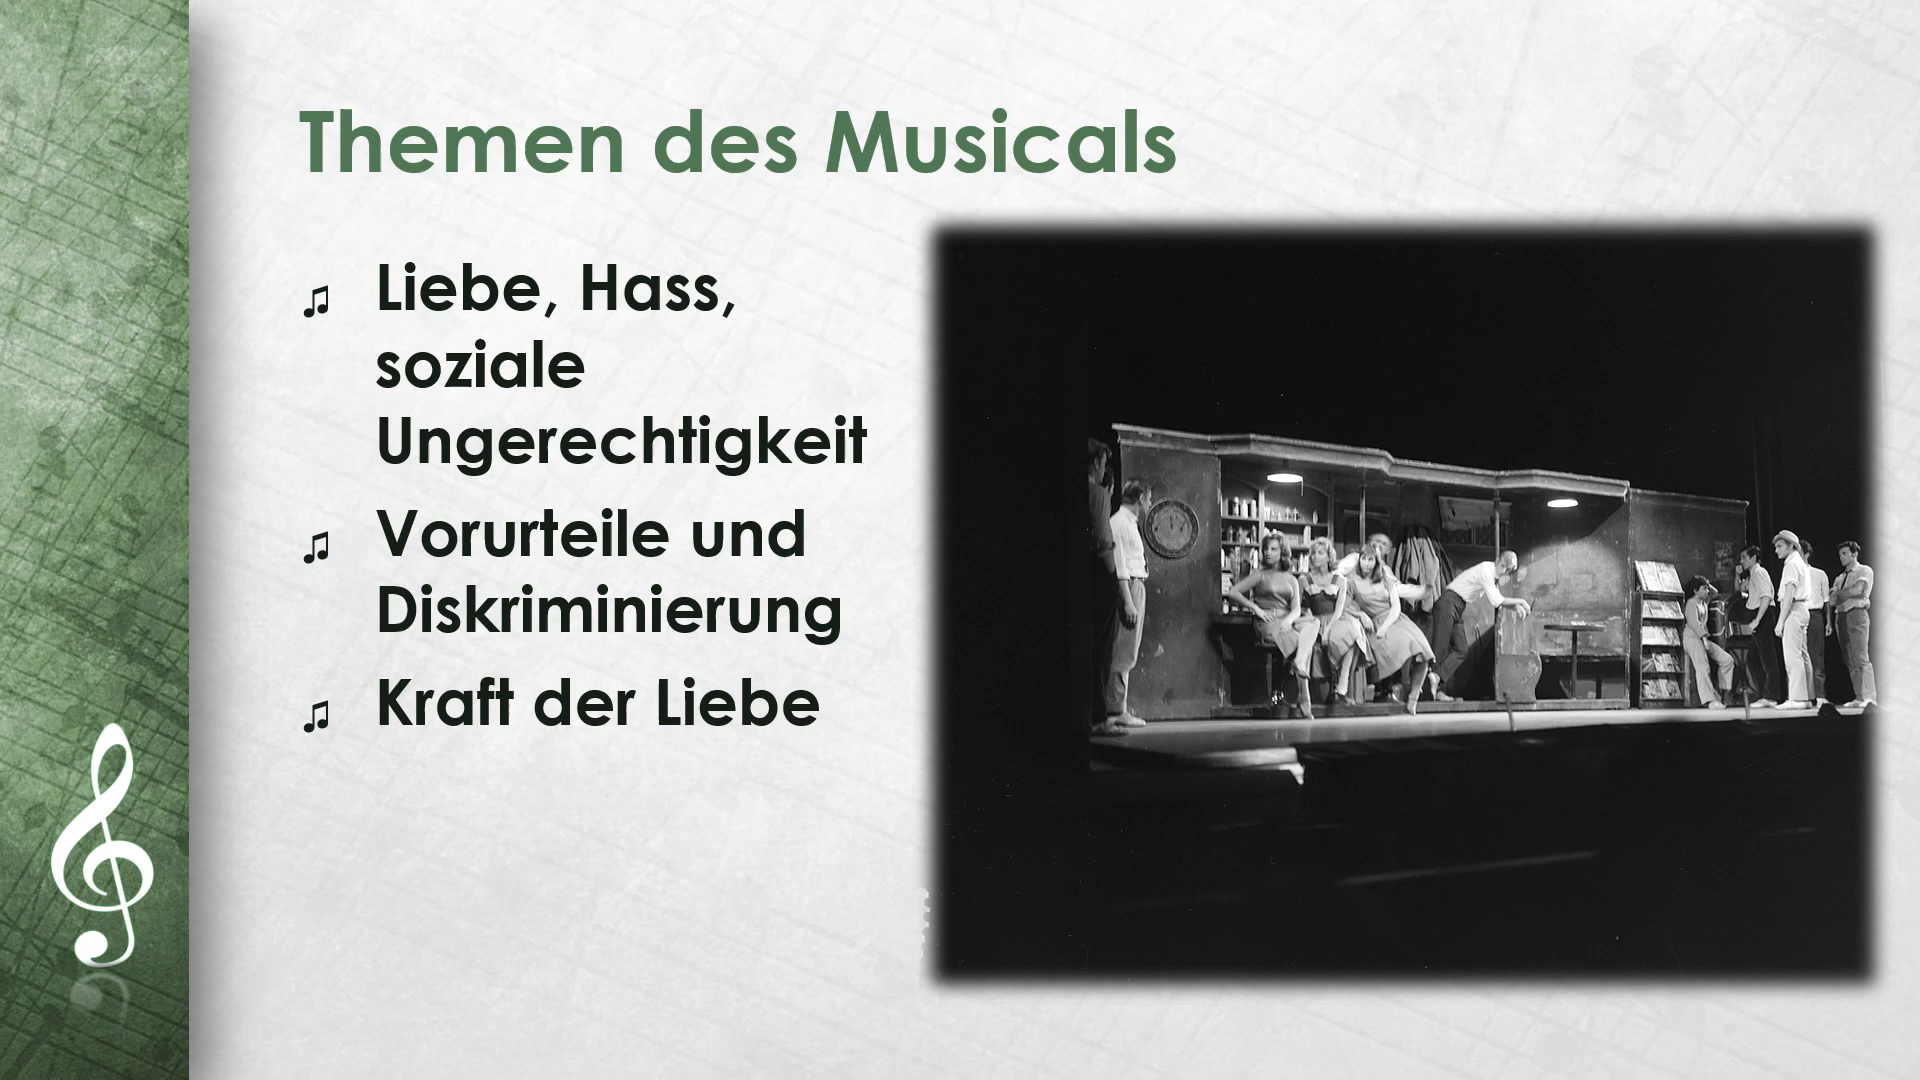 Themen des Musicals
♫ Liebe, Hass,
soziale
Ungerechtigkeit
♫ Vorurteile und
Diskriminierung
♫ Kraft der Liebe